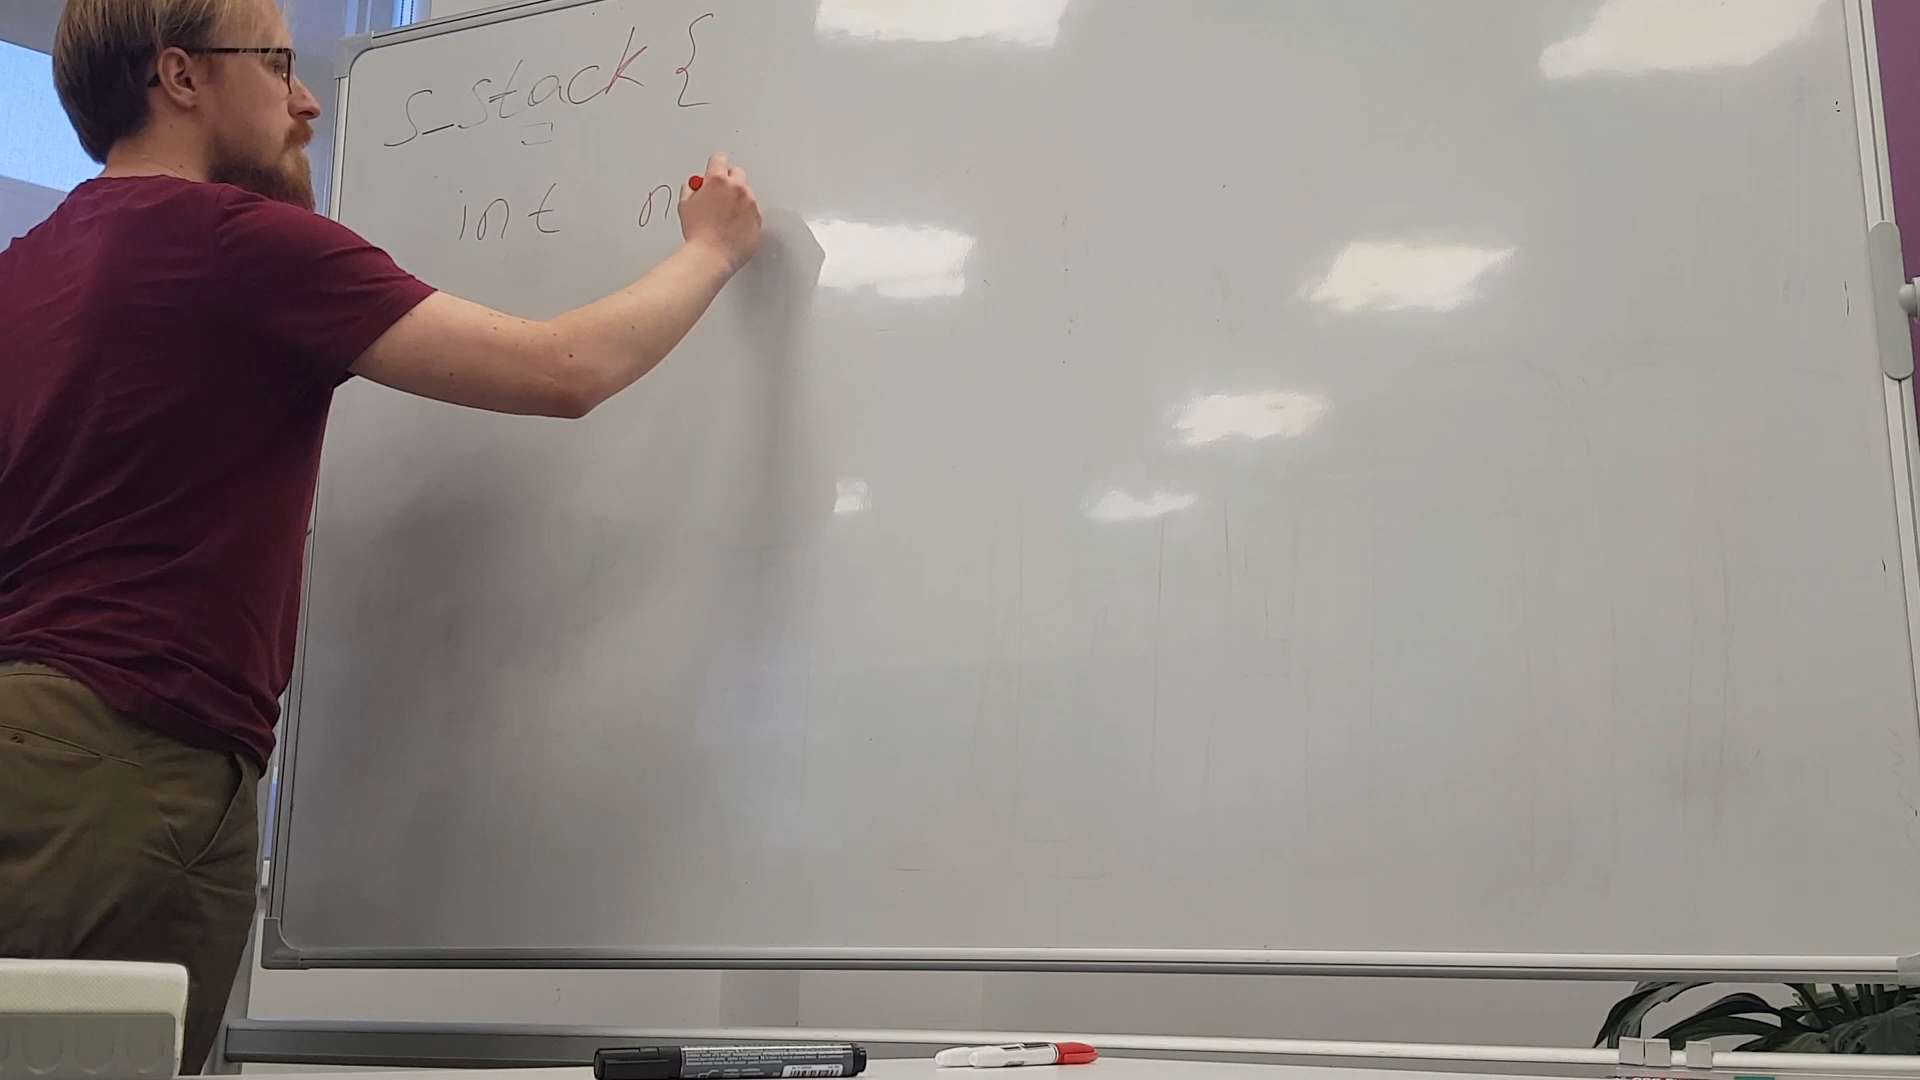 s_stack {
int n